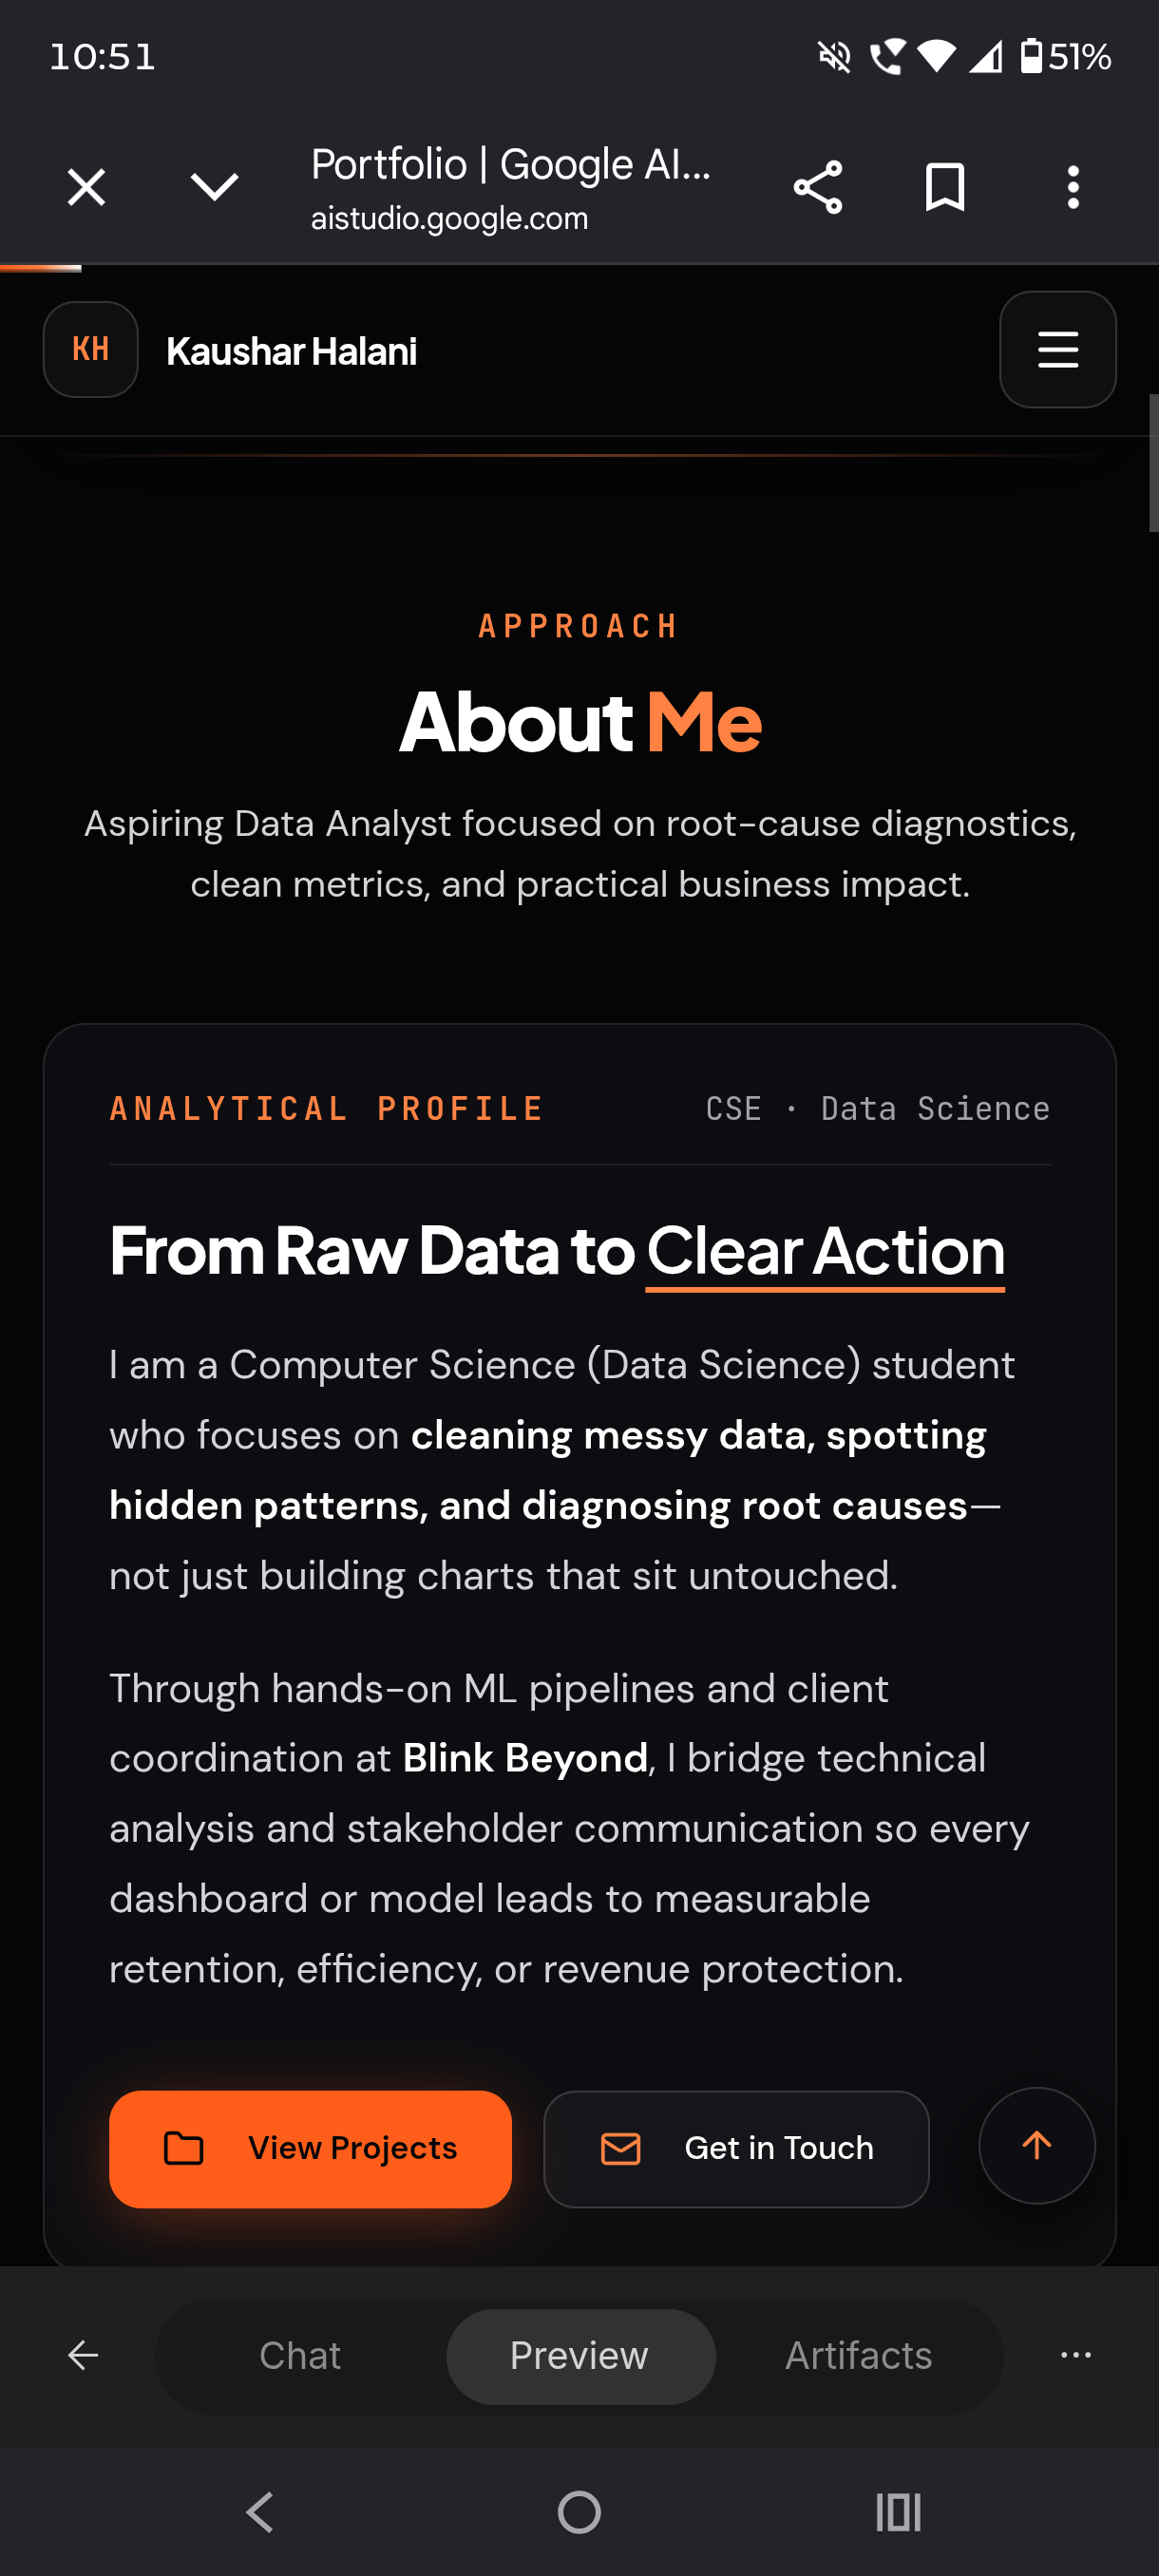 10:51
51%
Portfolio | Google AI...
aistudio.google.com
KH
Kaushar Halani
APPROACH
About Me
Aspiring Data Analyst focused on root-cause diagnostics,
clean metrics, and practical business impact.
ANALYTICAL PROFILE
CSE · Data Science
From Raw Data to Clear Action
I am a Computer Science (Data Science) student
who focuses on cleaning messy data, spotting
hidden patterns, and diagnosing root causes—
not just building charts that sit untouched.
Through hands-on ML pipelines and client
coordination at Blink Beyond, I bridge technical
analysis and stakeholder communication so every
dashboard or model leads to measurable
retention, efficiency, or revenue protection.
View Projects
Get in Touch
Chat
Preview
Artifacts